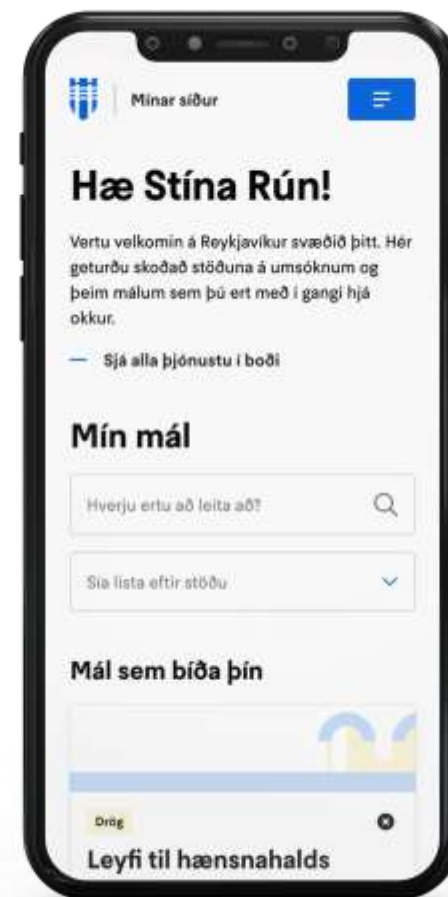 Mínar síður
Hæ Stína Rún!
Vertu velkomin á Reykjavíkur svæðið þitt. Hér
geturðu skoðað stöðuna á umsóknum og
þeim málum sem þú ert með í gangi hjá
okkur.
Sjá alla þjónustu í boði
Mín mál
Hverju ertu að leita að?
Sía lista eftir stöðu
Mál sem bíða þín
Drög
Leyfi til hænsnahalds